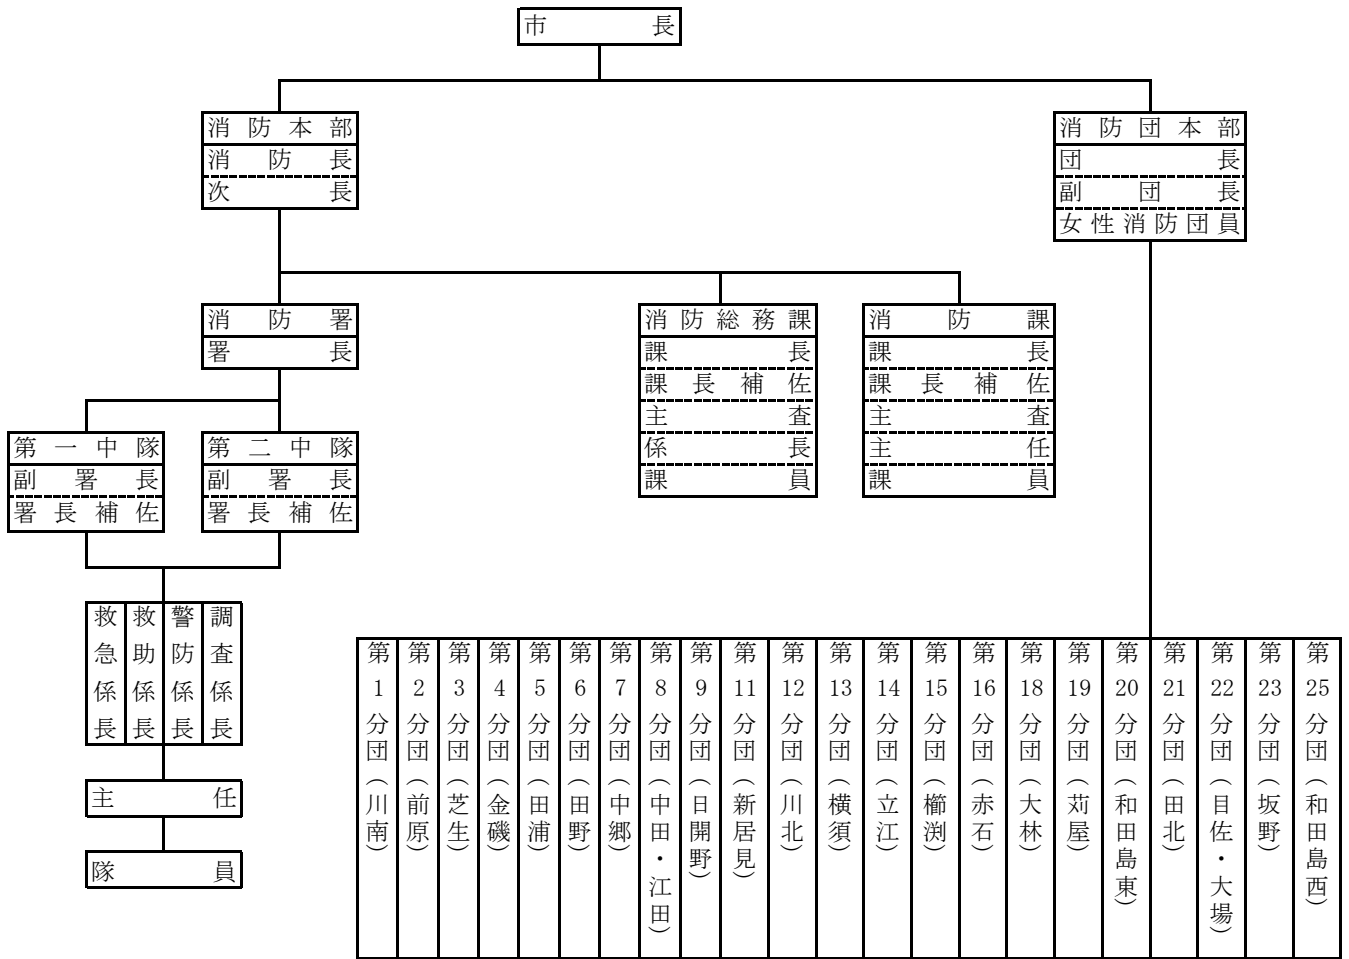 市長
消防本部
消防長
次長
消防団本部
団長
副団長
女性消防団員
消防署
署長
消防総務課
課長
課長補佐
主査
係長
課員
消防課
課長
課長補佐
主査
主任
課員
第一中隊
副署長
署長補佐
第二中隊
副署長
署長補佐
救急係長
救助係長
警防係長
調査係長
主任
隊員
第1分団(川南)
第2分団(前原)
第3分団(芝生)
第4分団(金磯)
第5分団(田浦)
第6分団(田野)
第7分団(中郷)
第8分団(中田・江田)
第9分団(日開野)
第11分団(新居見)
第12分団(川北)
第13分団(横須)
第14分団(立江)
第15分団(櫛渕)
第16分団(赤石)
第18分団(大林)
第19分団(苅屋)
第20分団(和田島東)
第21分団(田北)
第22分団(目佐・大場)
第23分団(坂野)
第25分団(和田島西)